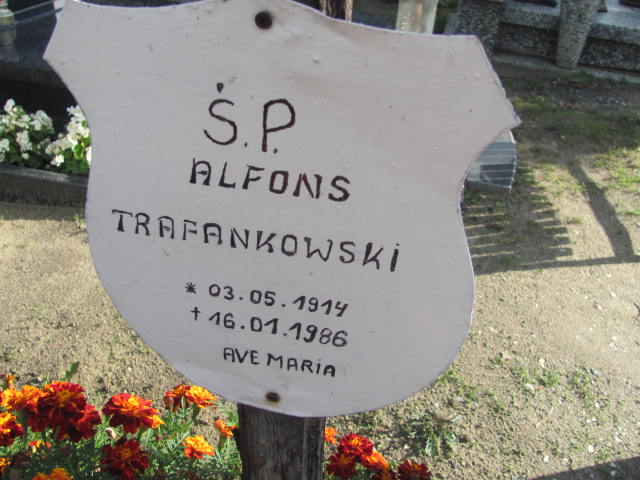 Ś.P.
ALFONS
TRAFANKOWSKI
* 03.05.1914
† 16.01.1986
AVE MARIA